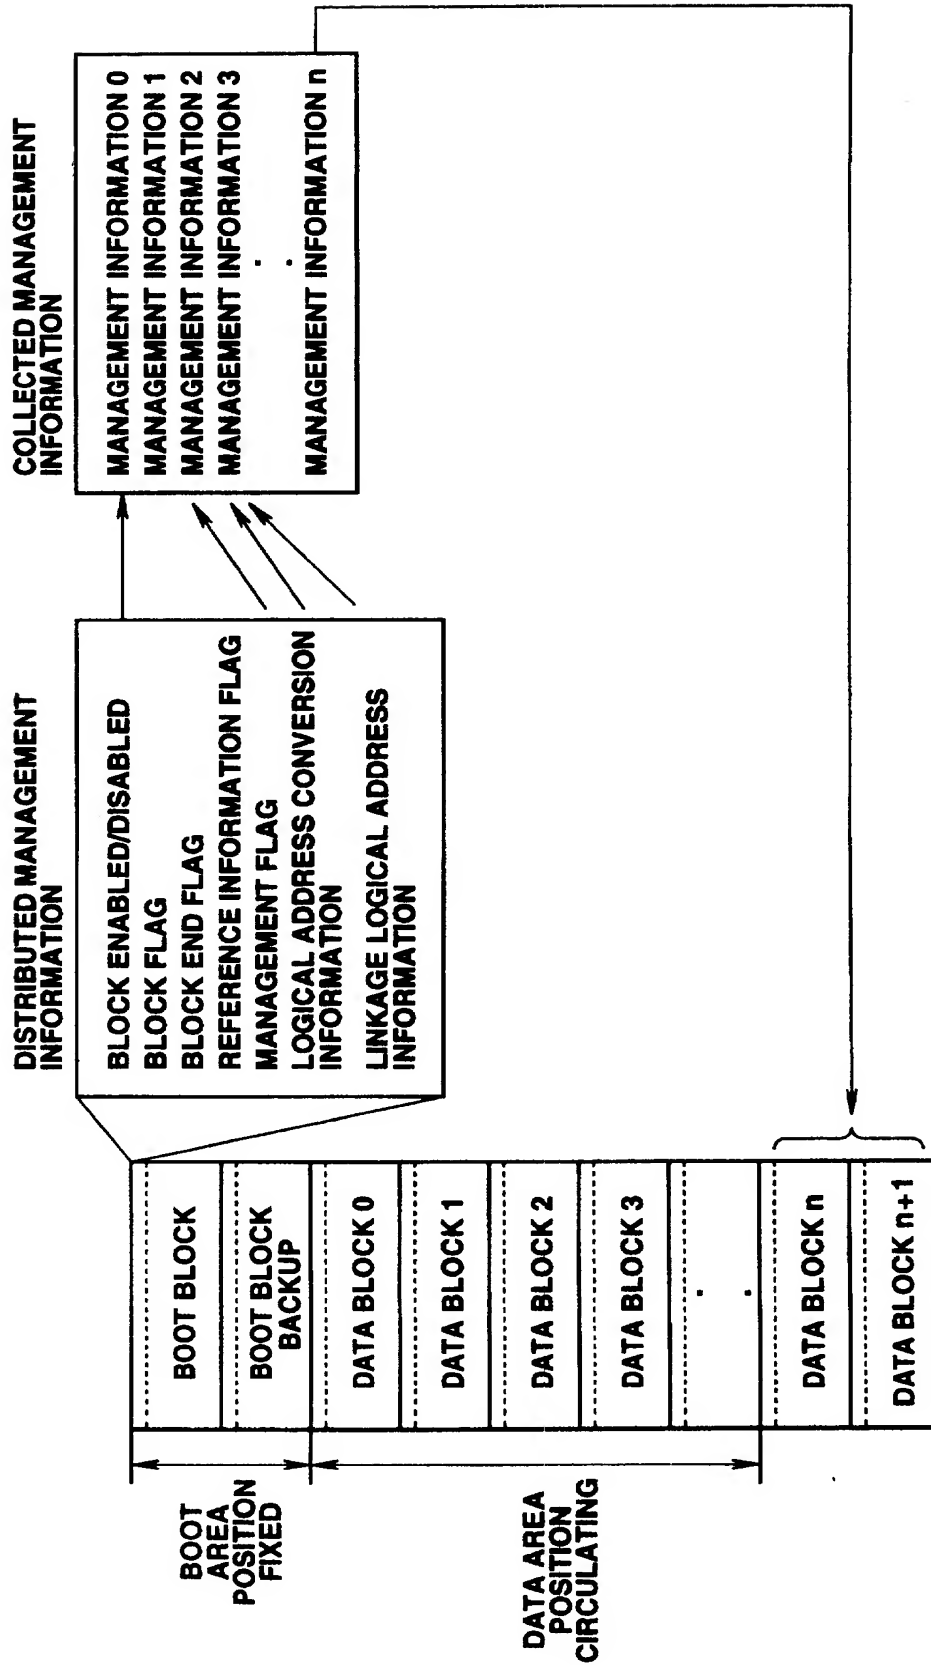 DISTRIBUTED MANAGEMENT
INFORMATION
COLLECTED MANAGEMENT
INFORMATION
BLOCK ENABLED/DISABLED
BLOCK FLAG
BLOCK END FLAG
REFERENCE INFORMATION FLAG
MANAGEMENT FLAG
LOGICAL ADDRESS CONVERSION
INFORMATION
LINKAGE LOGICAL ADDRESS
INFORMATION
MANAGEMENT INFORMATION 0
MANAGEMENT INFORMATION 1
MANAGEMENT INFORMATION 2
MANAGEMENT INFORMATION 3
MANAGEMENT INFORMATION n
BOOT
AREA
POSITION
FIXED
BOOT BLOCK
BOOT BLOCK
BACKUP
DATA AREA
POSITION
CIRCULATING
DATA BLOCK 0
DATA BLOCK 1
DATA BLOCK 2
DATA BLOCK 3
DATA BLOCK n
DATA BLOCK n+1